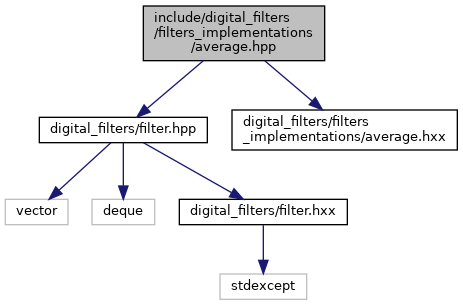 include/digital_filters
/filters_implementations
/average.hpp
digital_filters/filter.hpp
digital_filters/filters
_implementations/average.hxx
vector
deque
digital_filters/filter.hxx
stdexcept